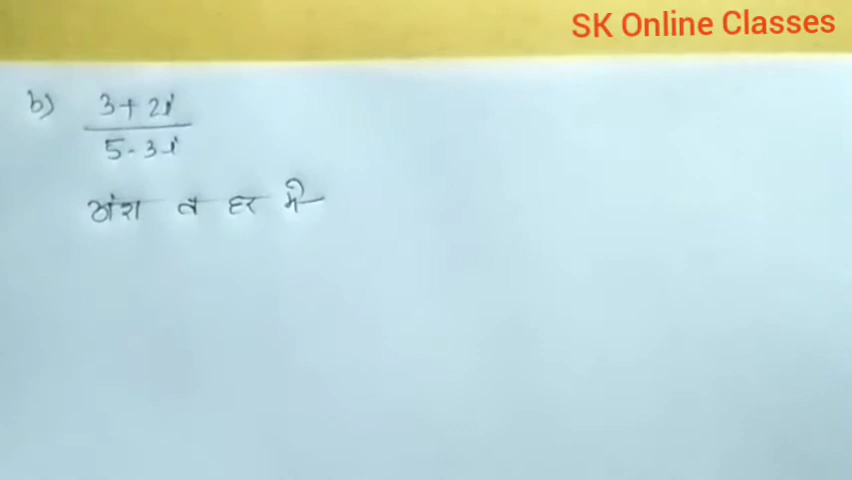 SK Online Classes
b) 3+2i
5-3i
अंश व हर मे